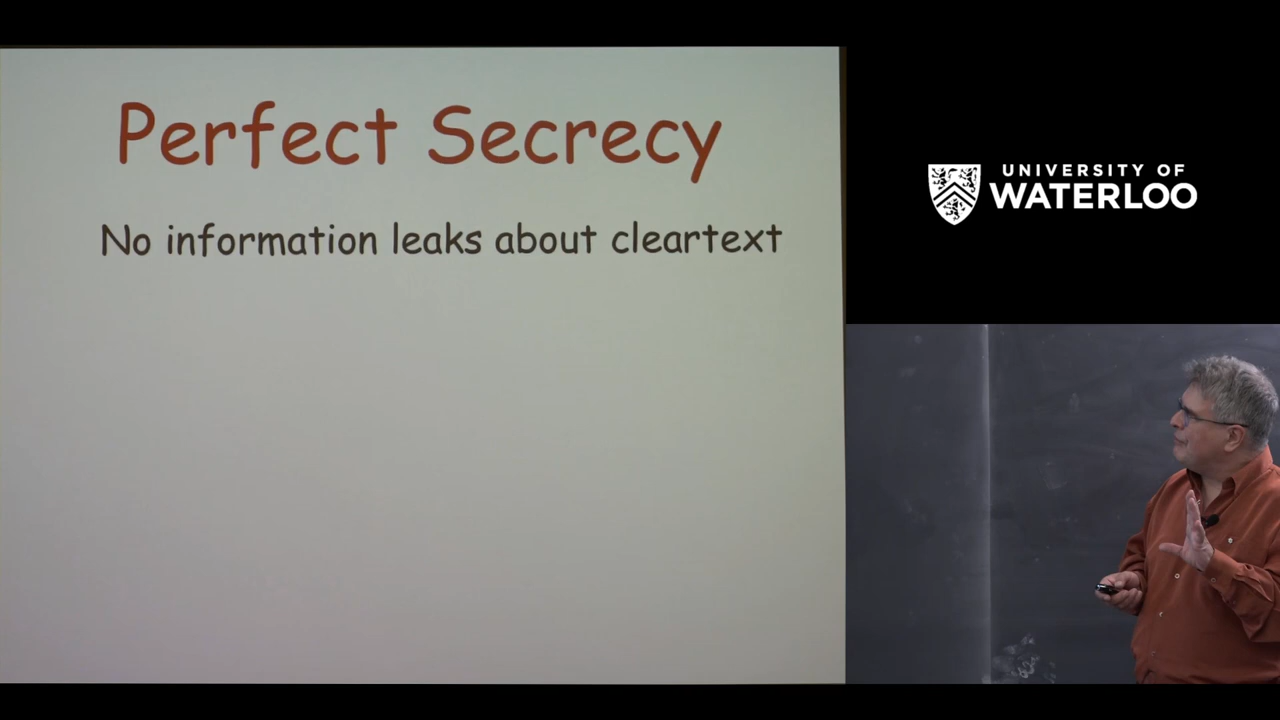 Perfect Secrecy
No information leaks about cleartext
UNIVERSITY OF
WATERLOO